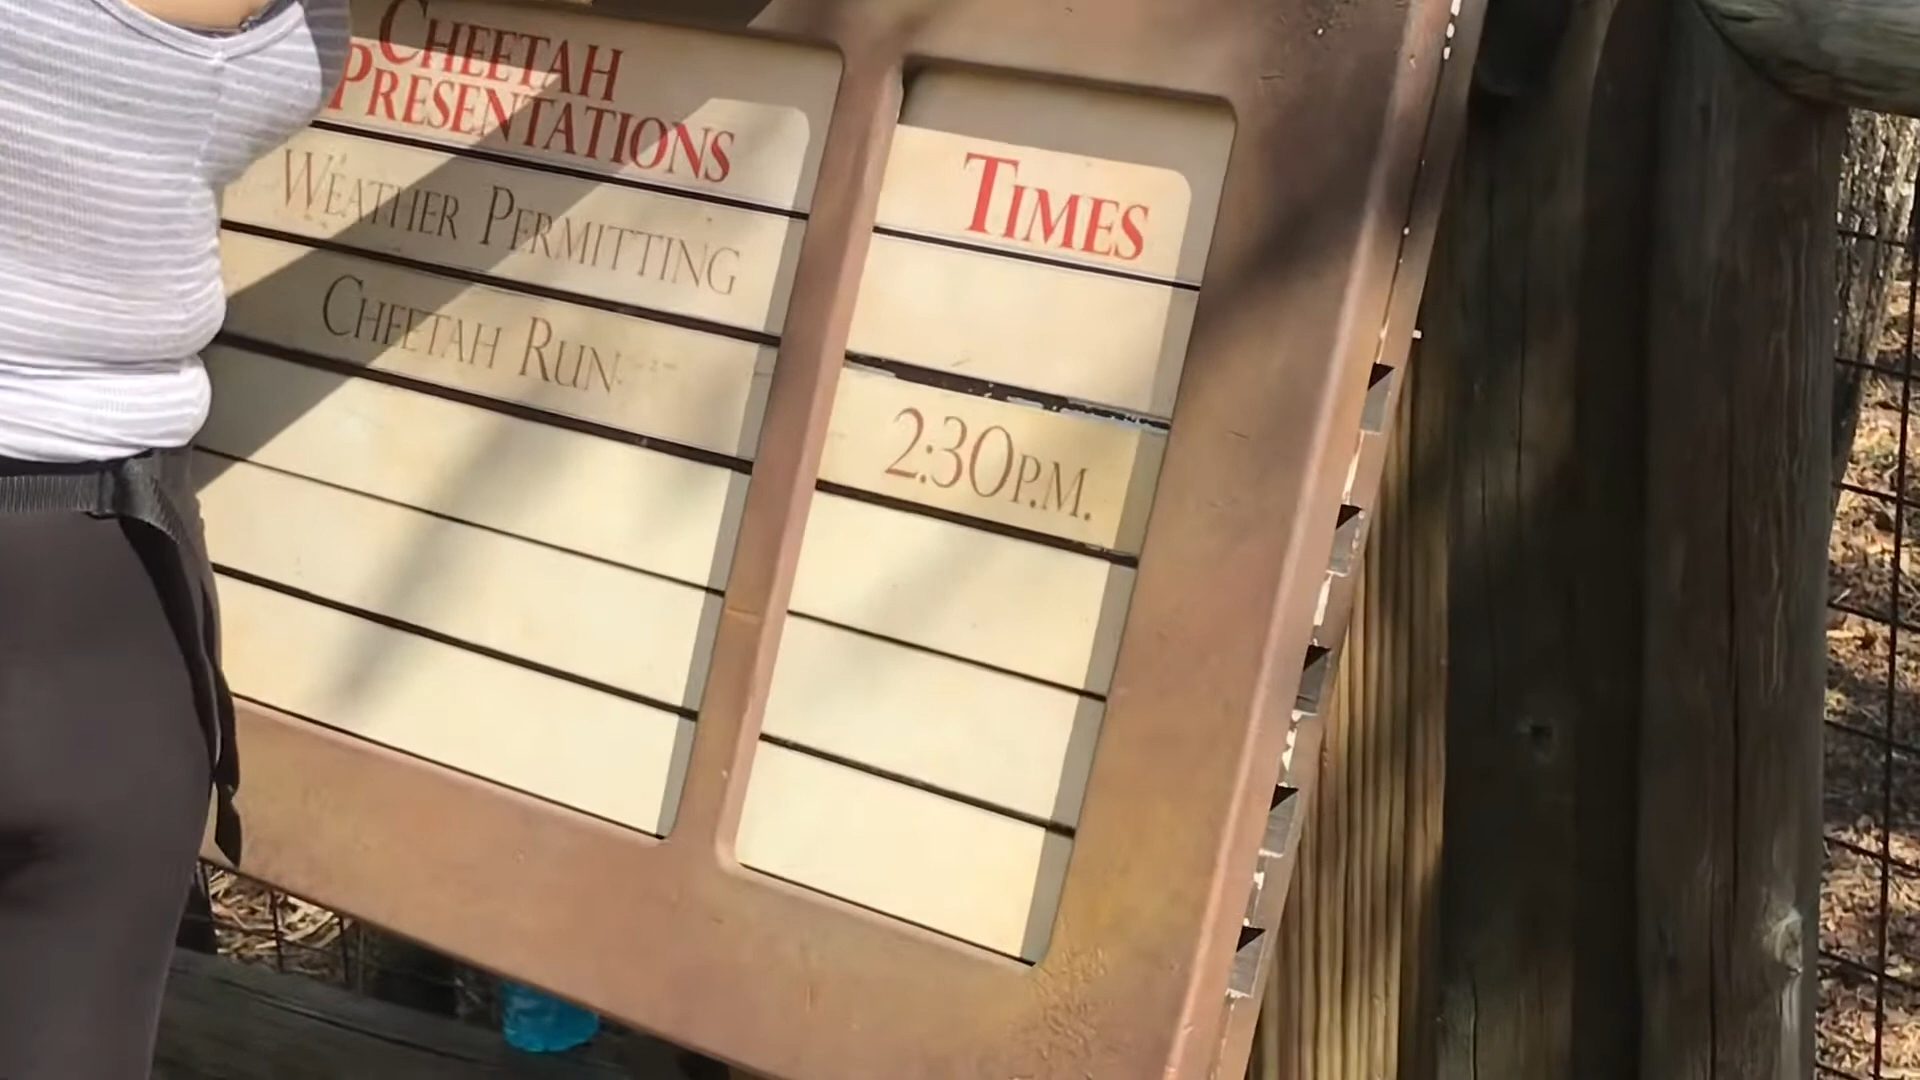 CHEETAH
PRESENTATIONS
TIMES
WEATHER PERMITTING
CHEETAH RUN
2:30P.M.